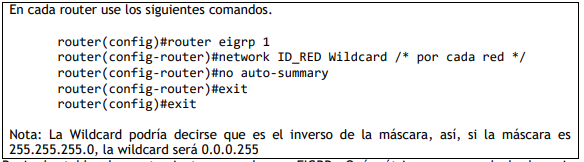 En cada router use los siguientes comandos.
router(config)#router eigrp 1
router(config-router)#network ID_RED Wildcard /* por cada red */
router(config-router)#no auto-summary
router(config-router)#exit
router(config)#exit
Nota: La Wildcard podría decirse que es el inverso de la máscara, así, si la máscara es
255.255.255.0, la wildcard será 0.0.0.255